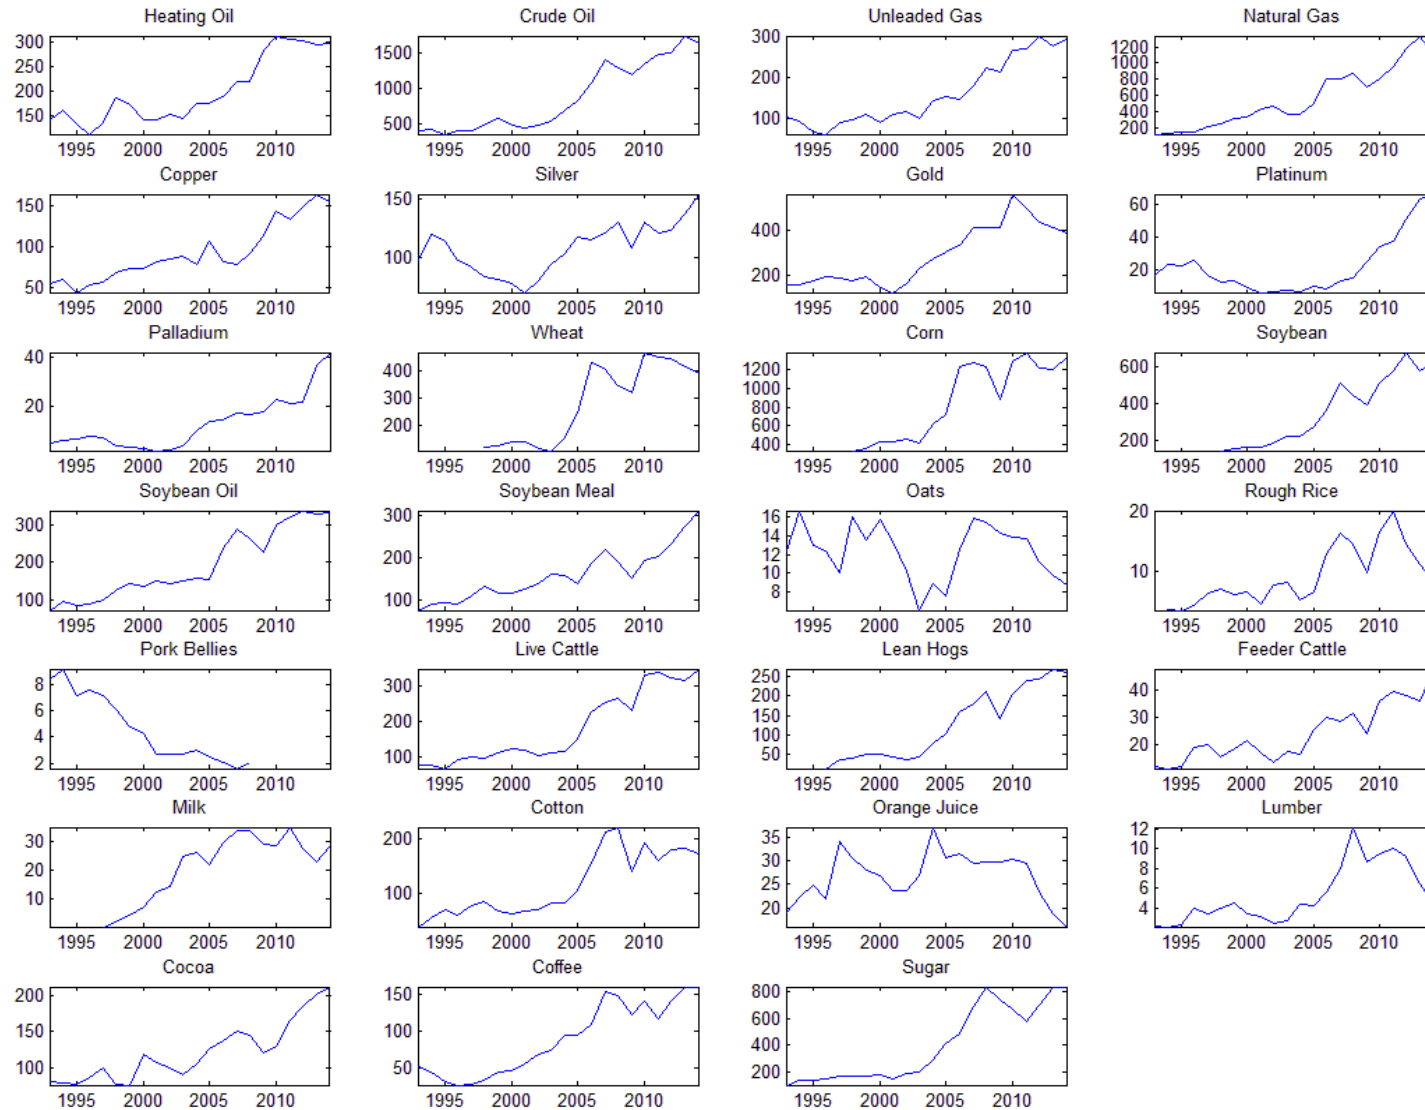 Heating Oil Crude Oil Unleaded Gas Natural Gas
300 250 200 150 1995 2000 2005 2010
1500 1000 500 1995 2000 2005 2010
300 200 100 1995 2000 2005 2010
1200 1000 800 600 400 200 1995 2000 2005 2010
Copper Silver Gold Platinum
150 100 50 1995 2000 2005 2010
150 100 1995 2000 2005 2010
400 200 1995 2000 2005 2010
60 40 20 1995 2000 2005 2010
Palladium Wheat Corn Soybean
40 20 1995 2000 2005 2010
400 300 200 1995 2000 2005 2010
1200 1000 800 600 400 1995 2000 2005 2010
600 400 200 1995 2000 2005 2010
Soybean Oil Soybean Meal Oats Rough Rice
300 200 100 1995 2000 2005 2010
300 200 100 1995 2000 2005 2010
16 14 12 10 8 1995 2000 2005 2010
20 10 1995 2000 2005 2010
Pork Bellies Live Cattle Lean Hogs Feeder Cattle
8 6 4 2 1995 2000 2005 2010
300 200 100 1995 2000 2005 2010
250 200 150 100 50 1995 2000 2005 2010
40 30 20 1995 2000 2005 2010
Milk Cotton Orange Juice Lumber
30 20 10 1995 2000 2005 2010
200 100 1995 2000 2005 2010
35 30 25 20 1995 2000 2005 2010
12 10 8 6 4 1995 2000 2005 2010
Cocoa Coffee Sugar
200 150 100 1995 2000 2005 2010
150 100 50 1995 2000 2005 2010
800 600 400 200 1995 2000 2005 2010